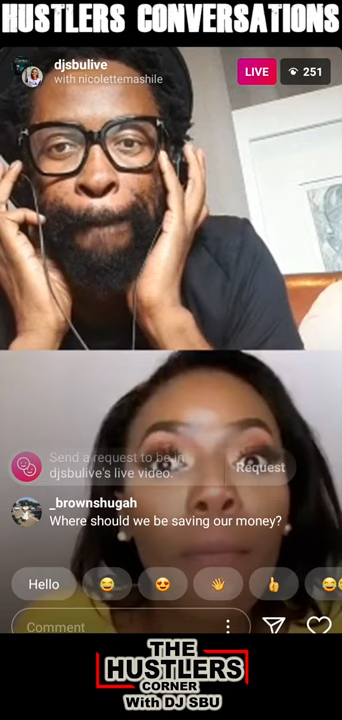 HUSTLERS CONVERSATIONS
djsbulive
with nicolettemashile
LIVE
251
Send a request to be in
djsbulive's live video.
Request
_brownshugah
Where should we be saving our money?
Hello
Comment
THE
HUSTLERS
CORNER
With DJ SBU